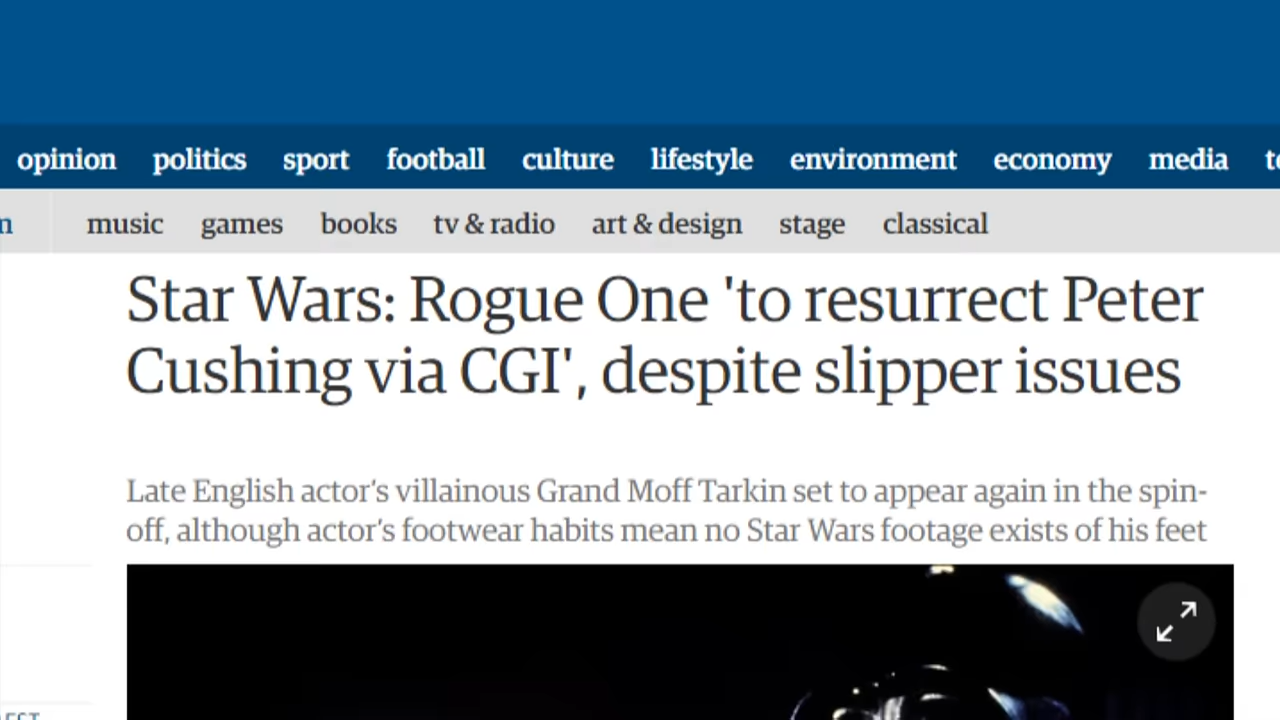 opinion politics sport football culture lifestyle environment economy media
music games books tv & radio art & design stage classical
Star Wars: Rogue One 'to resurrect Peter
Cushing via CGI', despite slipper issues
Late English actor’s villainous Grand Moff Tarkin set to appear again in the spin-
off, although actor’s footwear habits mean no Star Wars footage exists of his feet